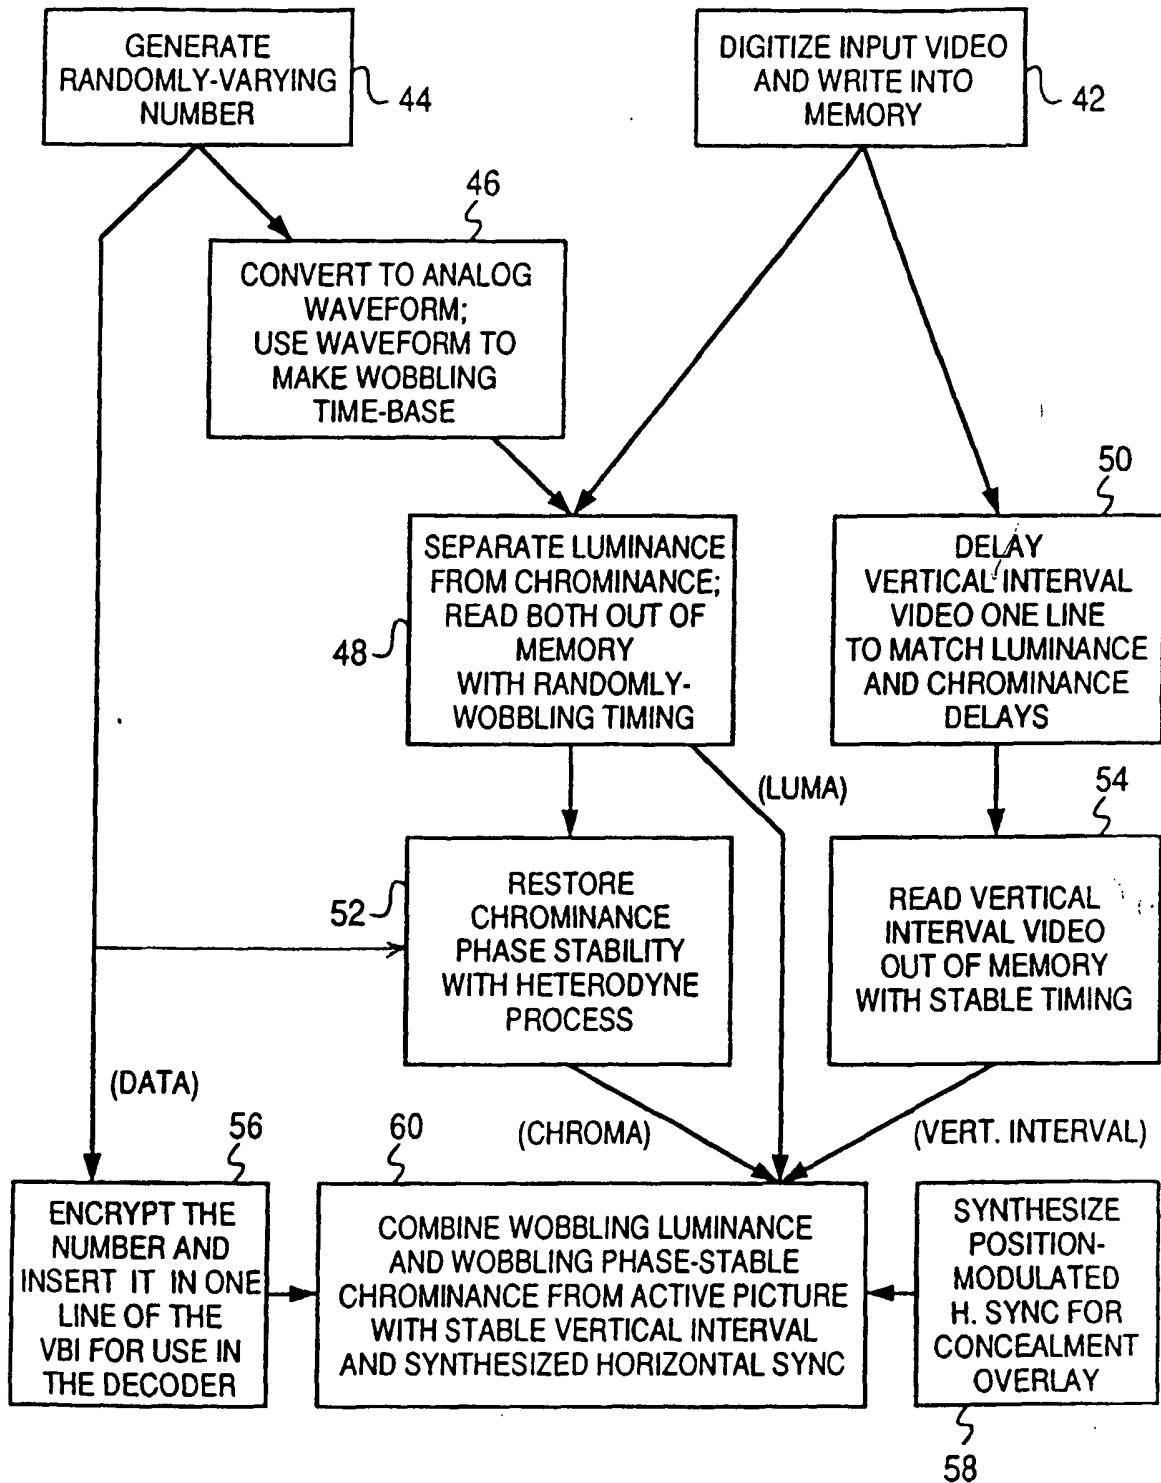 GENERATE
RANDOMLY-VARYING
NUMBER
44
DIGITIZE INPUT VIDEO
AND WRITE INTO
MEMORY
42
46
CONVERT TO ANALOG
WAVEFORM;
USE WAVEFORM TO
MAKE WOBBLING
TIME-BASE
48
SEPARATE LUMINANCE
FROM CHROMINANCE;
READ BOTH OUT OF
MEMORY
WITH RANDOMLY-
WOBBLING TIMING
50
DELAY
VERTICAL INTERVAL
VIDEO ONE LINE
TO MATCH LUMINANCE
AND CHROMINANCE
DELAYS
(LUMA)
52
RESTORE
CHROMINANCE
PHASE STABILITY
WITH HETERODYNE
PROCESS
54
READ VERTICAL
INTERVAL VIDEO
OUT OF MEMORY
WITH STABLE TIMING
(DATA)
(CHROMA)
(VERT. INTERVAL)
56
ENCRYPT THE
NUMBER AND
INSERT IT IN ONE
LINE OF THE
VBI FOR USE IN
THE DECODER
60
COMBINE WOBBLING LUMINANCE
AND WOBBLING PHASE-STABLE
CHROMINANCE FROM ACTIVE PICTURE
WITH STABLE VERTICAL INTERVAL
AND SYNTHESIZED HORIZONTAL SYNC
SYNTHESIZE
POSITION-
MODULATED
H. SYNC FOR
CONCEALMENT
OVERLAY
58